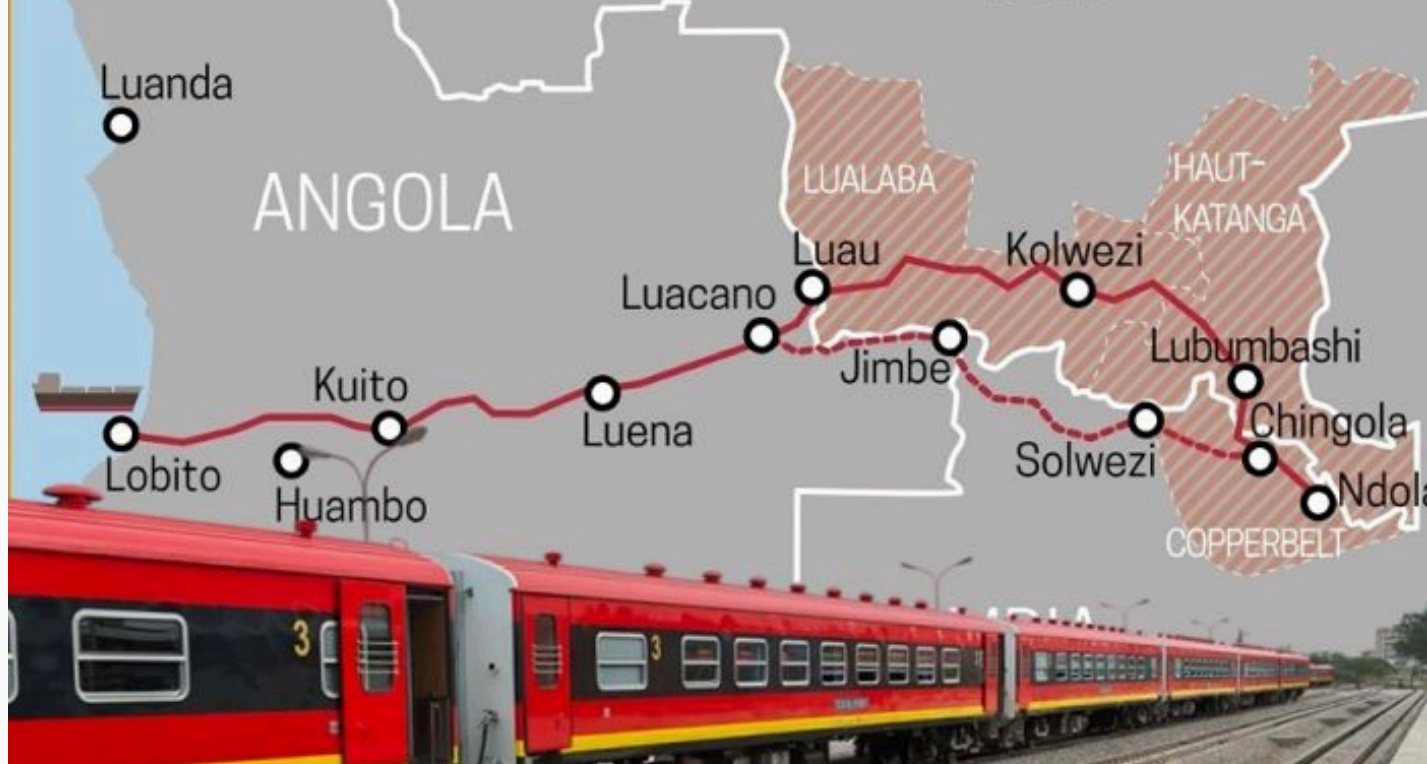 Luanda
ANGOLA
LUALABA
HAUT-
KATANGA
Luau
Kolwezi
Luacano
Jimbe
Lubumbashi
Kuito
Luena
Chingola
Lobito
Huambo
Solwezi
Ndola
COPPERBELT
3
3